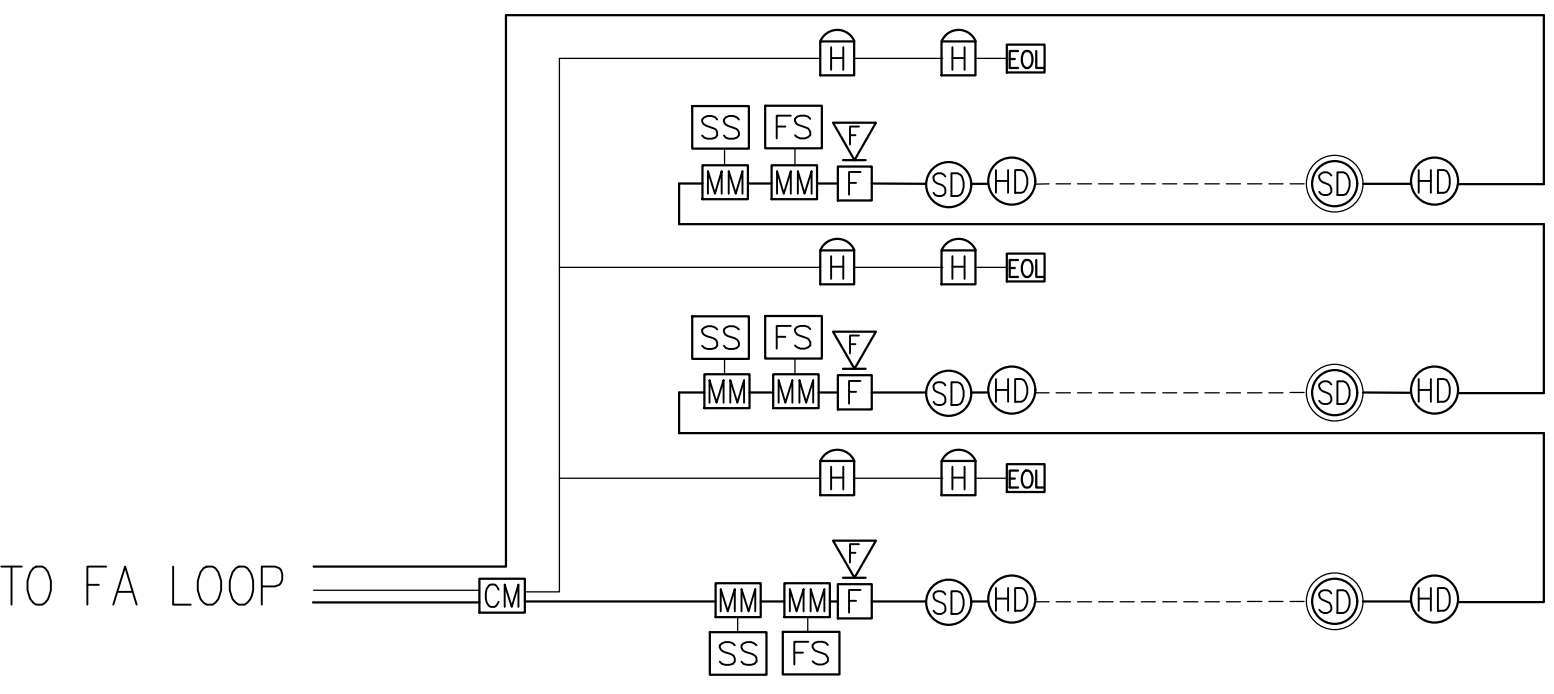 H H EOL
SS FS F
MM MM F SD HD SD HD
H H EOL
SS FS F
MM MM F SD HD SD HD
H H EOL
F
TO FA LOOP CM MM MM F SD HD SD HD
SS FS